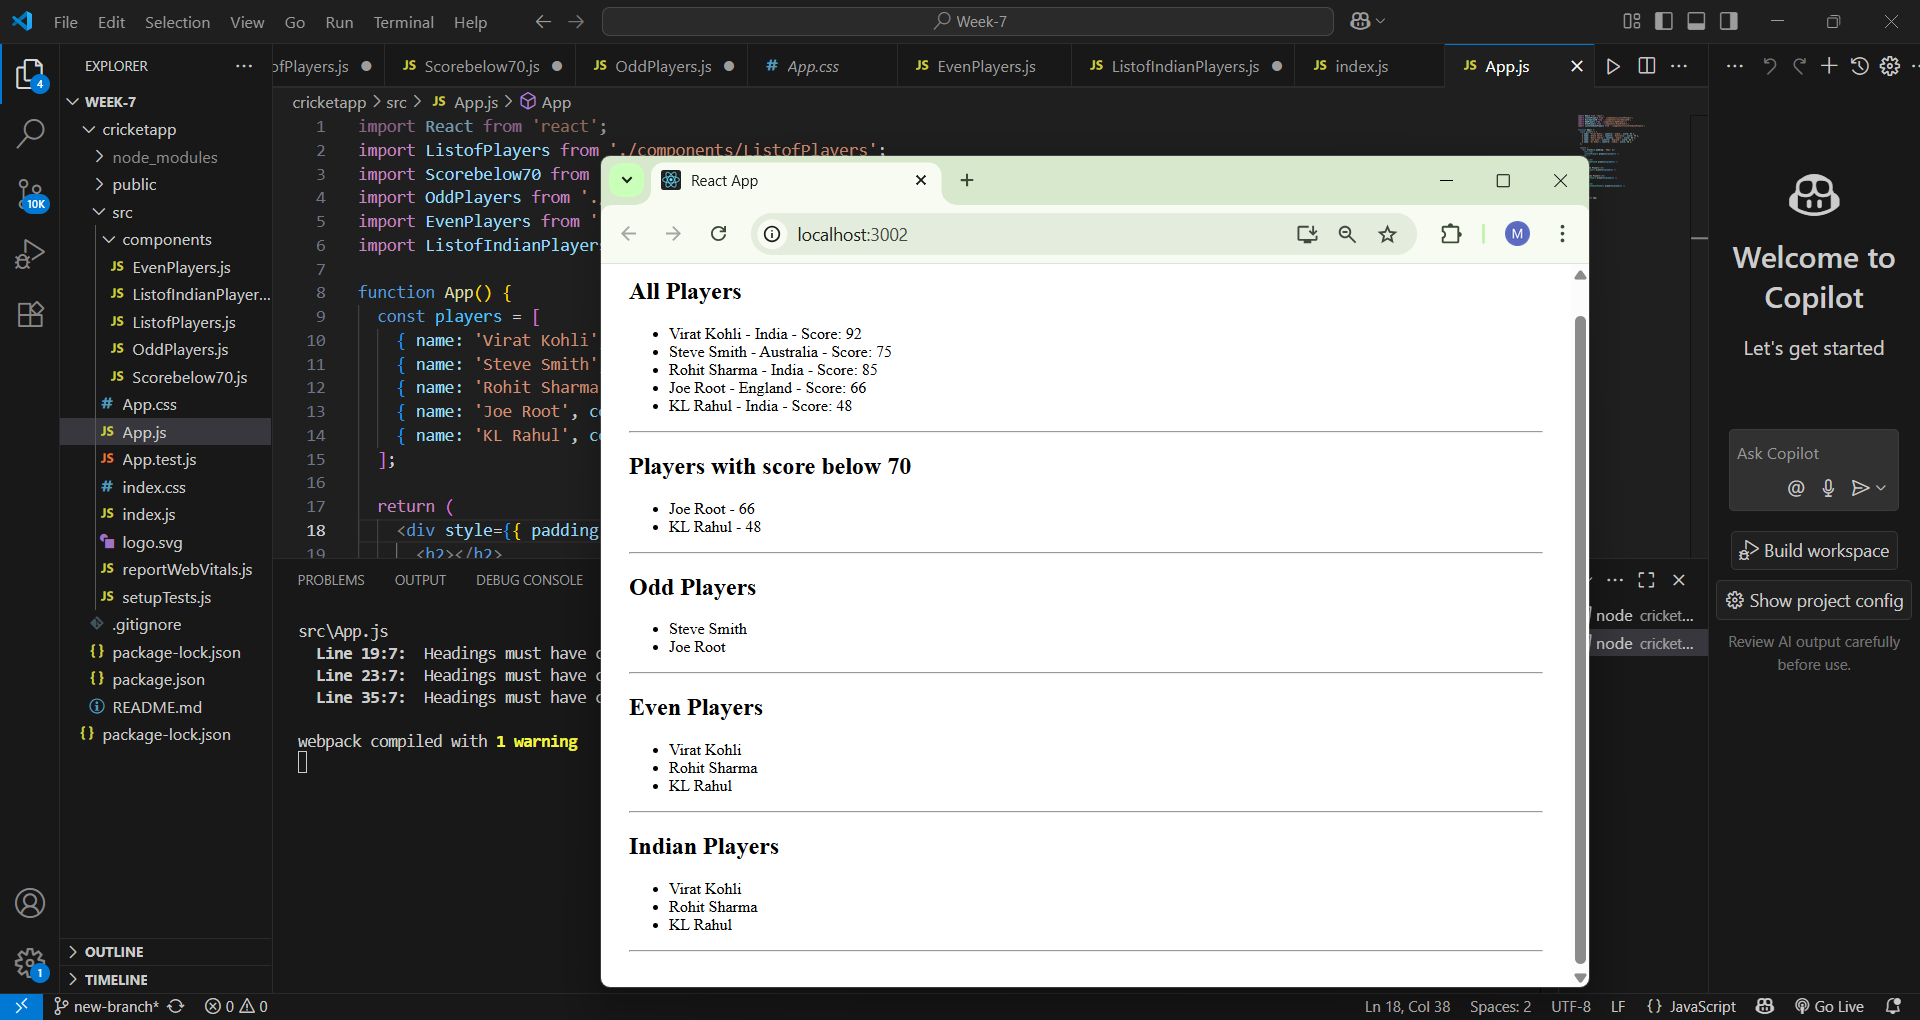 File Edit Selection View Go Run Terminal Help
Week-7
EXPLORER
WEEK-7
cricketapp
node_modules
public
src
components
EvenPlayers.js
ListofIndianPlayer...
ListofPlayers.js
OddPlayers.js
Scorebelow70.js
App.css
App.js
App.test.js
index.css
index.js
logo.svg
reportWebVitals.js
setupTests.js
.gitignore
package-lock.json
package.json
README.md
package-lock.json
OUTLINE
TIMELINE
4
10K
1
ofPlayers.js Scorebelow70.js OddPlayers.js App.css EvenPlayers.js ListofIndianPlayers.js index.js App.js
cricketapp > src > JS App.js > App
1 import React from 'react';
2 import ListofPlayers from './components/ListofPlayers';
3 import Scorebelow70 from
4 import OddPlayers from '.
5 import EvenPlayers from '
6 import ListofIndianPlayer
7
8 function App() {
9 const players = [
10 { name: 'Virat Kohli'
11 { name: 'Steve Smith'
12 { name: 'Rohit Sharma
13 { name: 'Joe Root', c
14 { name: 'KL Rahul', c
15 ];
16
17 return (
18 <div style={{ padding
19 <h2></h2>
PROBLEMS OUTPUT DEBUG CONSOLE
src\App.js
Line 19:7: Headings must have c
Line 23:7: Headings must have c
Line 35:7: Headings must have c
webpack compiled with 1 warning
React App
localhost:3002
M
All Players
Virat Kohli - India - Score: 92
Steve Smith - Australia - Score: 75
Rohit Sharma - India - Score: 85
Joe Root - England - Score: 66
KL Rahul - India - Score: 48
Players with score below 70
Joe Root - 66
KL Rahul - 48
Odd Players
Steve Smith
Joe Root
Even Players
Virat Kohli
Rohit Sharma
KL Rahul
Indian Players
Virat Kohli
Rohit Sharma
KL Rahul
node cricket...
node cricket...
Welcome to
Copilot
Let's get started
Ask Copilot
Build workspace
Show project config
Review AI output carefully
before use.
new-branch* 0 0
Ln 18, Col 38 Spaces: 2 UTF-8 LF {} JavaScript Go Live